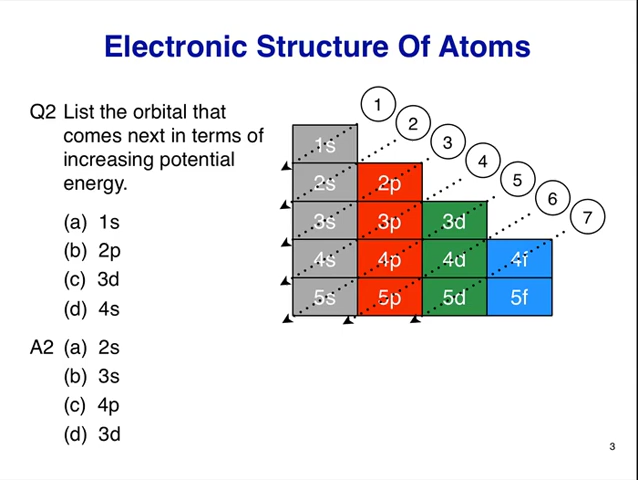 Electronic Structure Of Atoms
Q2 List the orbital that
comes next in terms of
increasing potential
energy.
(a) 1s
(b) 2p
(c) 3d
(d) 4s
A2 (a) 2s
(b) 3s
(c) 4p
(d) 3d
1
2
3
4
5
6
7
1s
2s 2p
3s 3p 3d
4s 4p 4d 4f
5s 5p 5d 5f
3